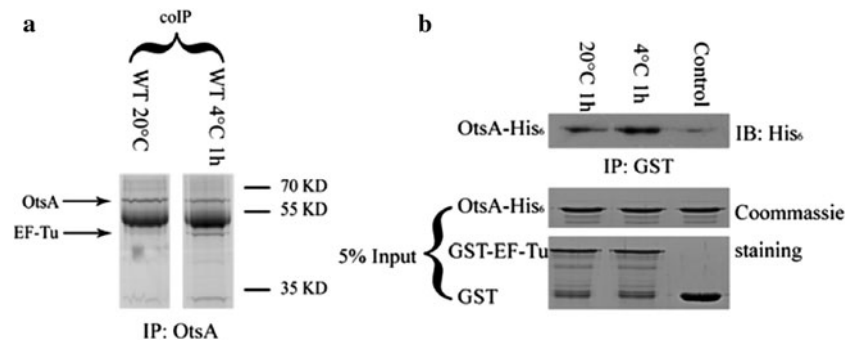 a
coIP
WT 20°C
WT 4°C 1h
70 KD
OtsA
55 KD
EF-Tu
35 KD
IP: OtsA
b
20°C 1h
4°C 1h
Control
OtsA-His₆
IB: His₆
IP: GST
OtsA-His₆
Coommassie
5% Input
GST-EF-Tu
staining
GST